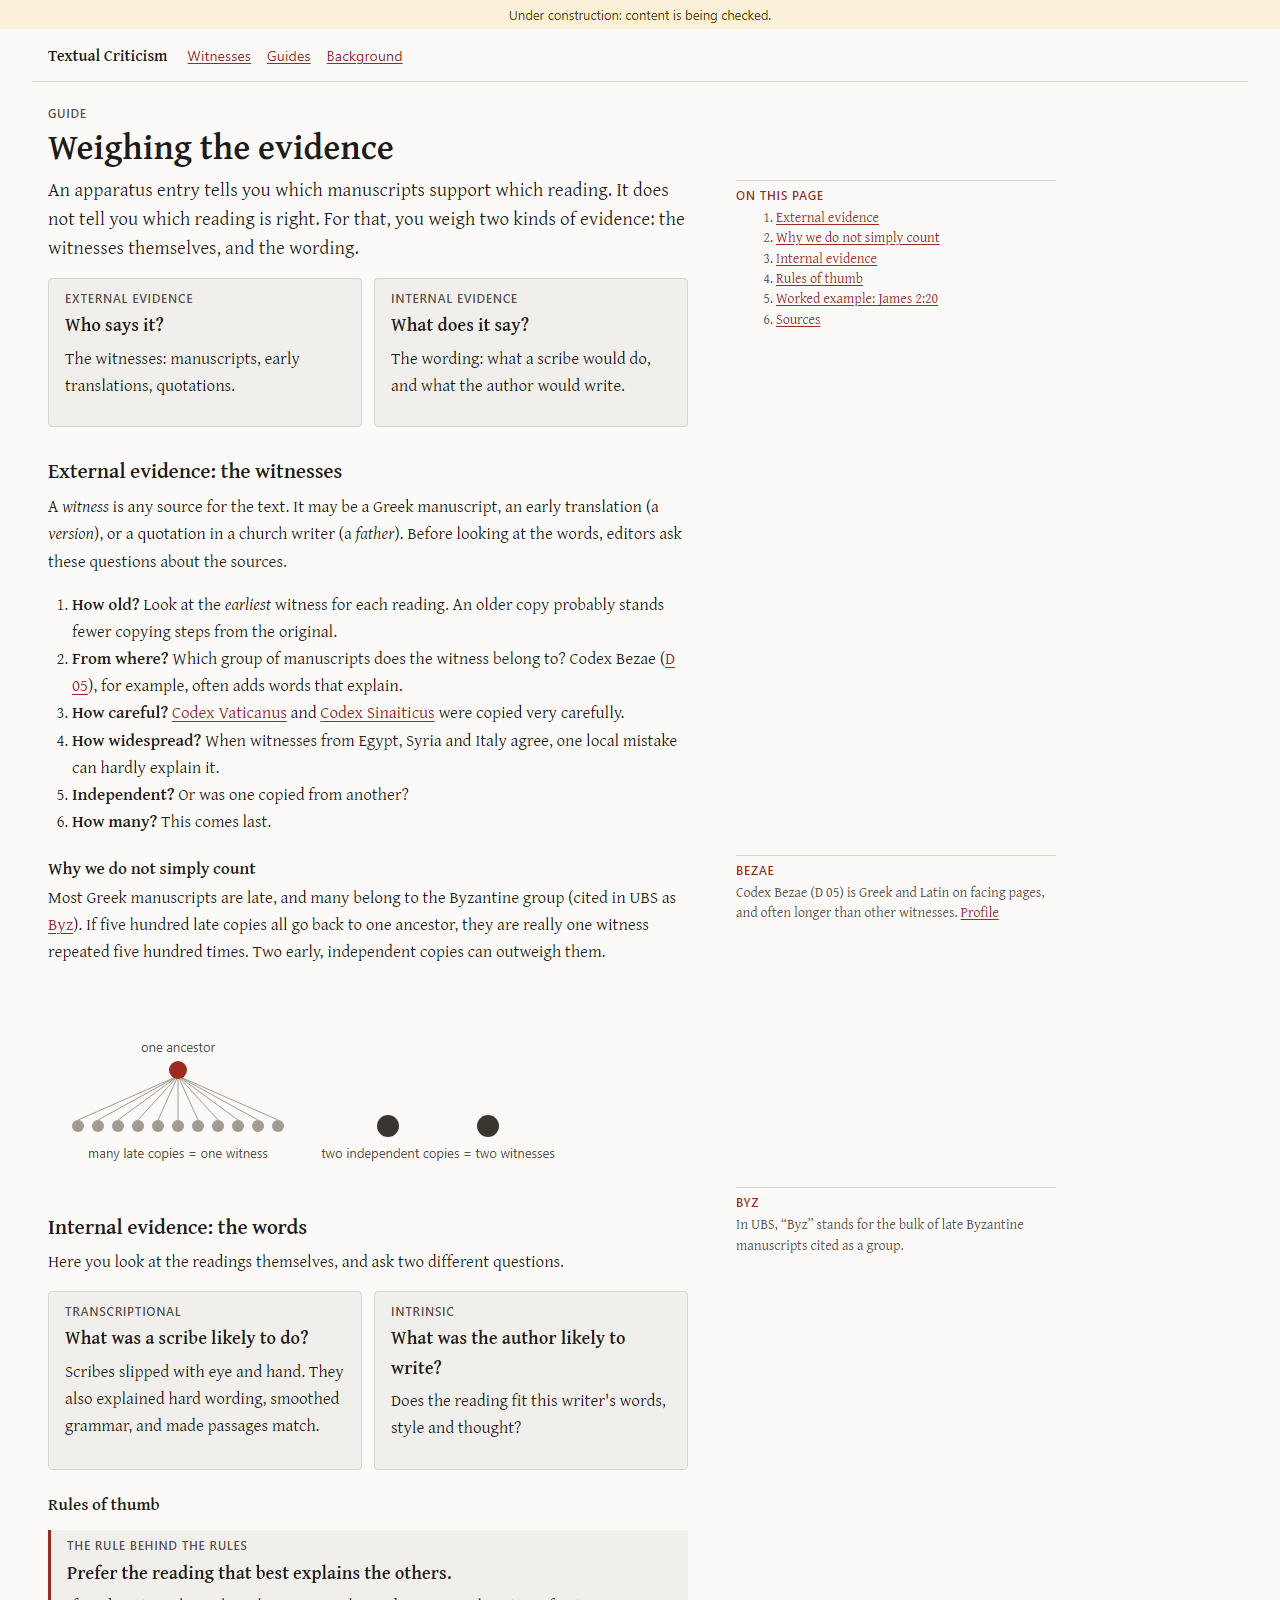 Under construction: content is being checked.
Textual Criticism Witnesses Guides Background
GUIDE
Weighing the evidence
An apparatus entry tells you which manuscripts support which reading. It does
not tell you which reading is right. For that, you weigh two kinds of evidence: the
witnesses themselves, and the wording.
ON THIS PAGE
1. External evidence
2. Why we do not simply count
3. Internal evidence
4. Rules of thumb
5. Worked example: James 2:20
6. Sources
EXTERNAL EVIDENCE
Who says it?
The witnesses: manuscripts, early
translations, quotations.
INTERNAL EVIDENCE
What does it say?
The wording: what a scribe would do,
and what the author would write.
External evidence: the witnesses
A witness is any source for the text. It may be a Greek manuscript, an early translation (a
version), or a quotation in a church writer (a father). Before looking at the words, editors ask
these questions about the sources.
1. How old? Look at the earliest witness for each reading. An older copy probably stands
fewer copying steps from the original.
2. From where? Which group of manuscripts does the witness belong to? Codex Bezae (D
05), for example, often adds words that explain.
3. How careful? Codex Vaticanus and Codex Sinaiticus were copied very carefully.
4. How widespread? When witnesses from Egypt, Syria and Italy agree, one local mistake
can hardly explain it.
5. Independent? Or was one copied from another?
6. How many? This comes last.
Why we do not simply count
Most Greek manuscripts are late, and many belong to the Byzantine group (cited in UBS as
Byz). If five hundred late copies all go back to one ancestor, they are really one witness
repeated five hundred times. Two early, independent copies can outweigh them.
BEZAE
Codex Bezae (D 05) is Greek and Latin on facing pages,
and often longer than other witnesses. Profile
one ancestor
many late copies = one witness
two independent copies = two witnesses
BYZ
In UBS, “Byz” stands for the bulk of late Byzantine
manuscripts cited as a group.
Internal evidence: the words
Here you look at the readings themselves, and ask two different questions.
TRANSCRIPTIONAL
What was a scribe likely to do?
Scribes slipped with eye and hand. They
also explained hard wording, smoothed
grammar, and made passages match.
INTRINSIC
What was the author likely to
write?
Does the reading fit this writer's words,
style and thought?
Rules of thumb
THE RULE BEHIND THE RULES
Prefer the reading that best explains the others.